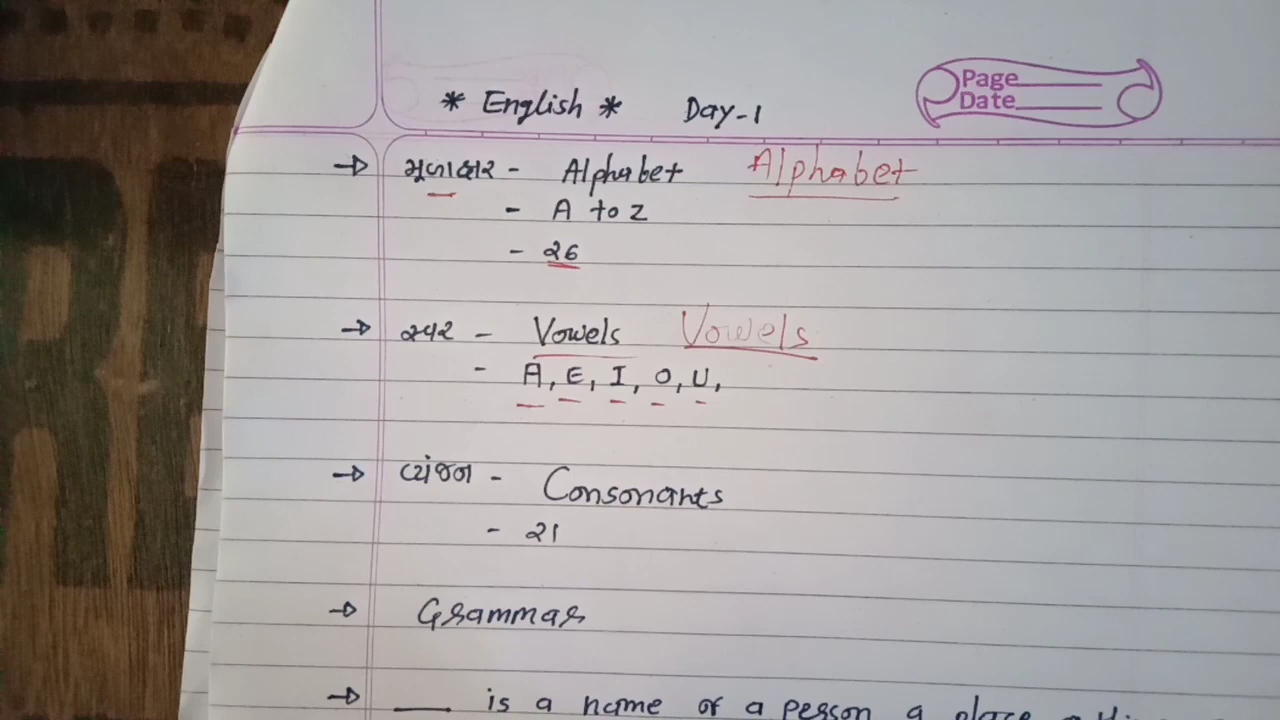 * English * Day-1
Page
Date
→ મૂળાક્ષર - Alphabet Alphabet
- A to Z
- 26
→ સ્વર - Vowels Vowels
- A, E, I, O, U,
→ વ્યંજન - Consonants
- 21
→ Grammar
→ ___ is a name of a person a place